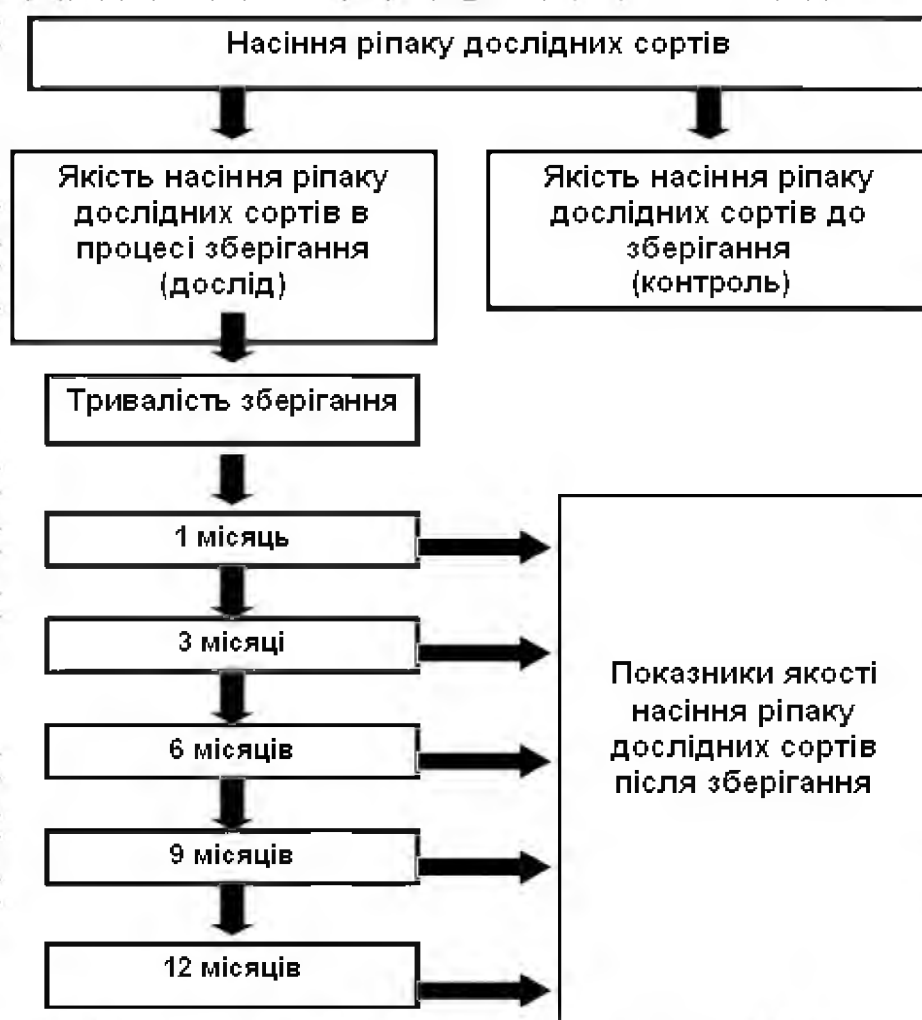 Насіння ріпаку дослідних сортів
Якість насіння ріпаку
дослідних сортів в
процесі зберігання
(дослід)
Якість насіння ріпаку
дослідних сортів до
зберігання
(контроль)
Тривалість зберігання
1 місяць
3 місяці
6 місяців
9 місяців
12 місяців
Показники якості
насіння ріпаку
дослідних сортів
після зберігання